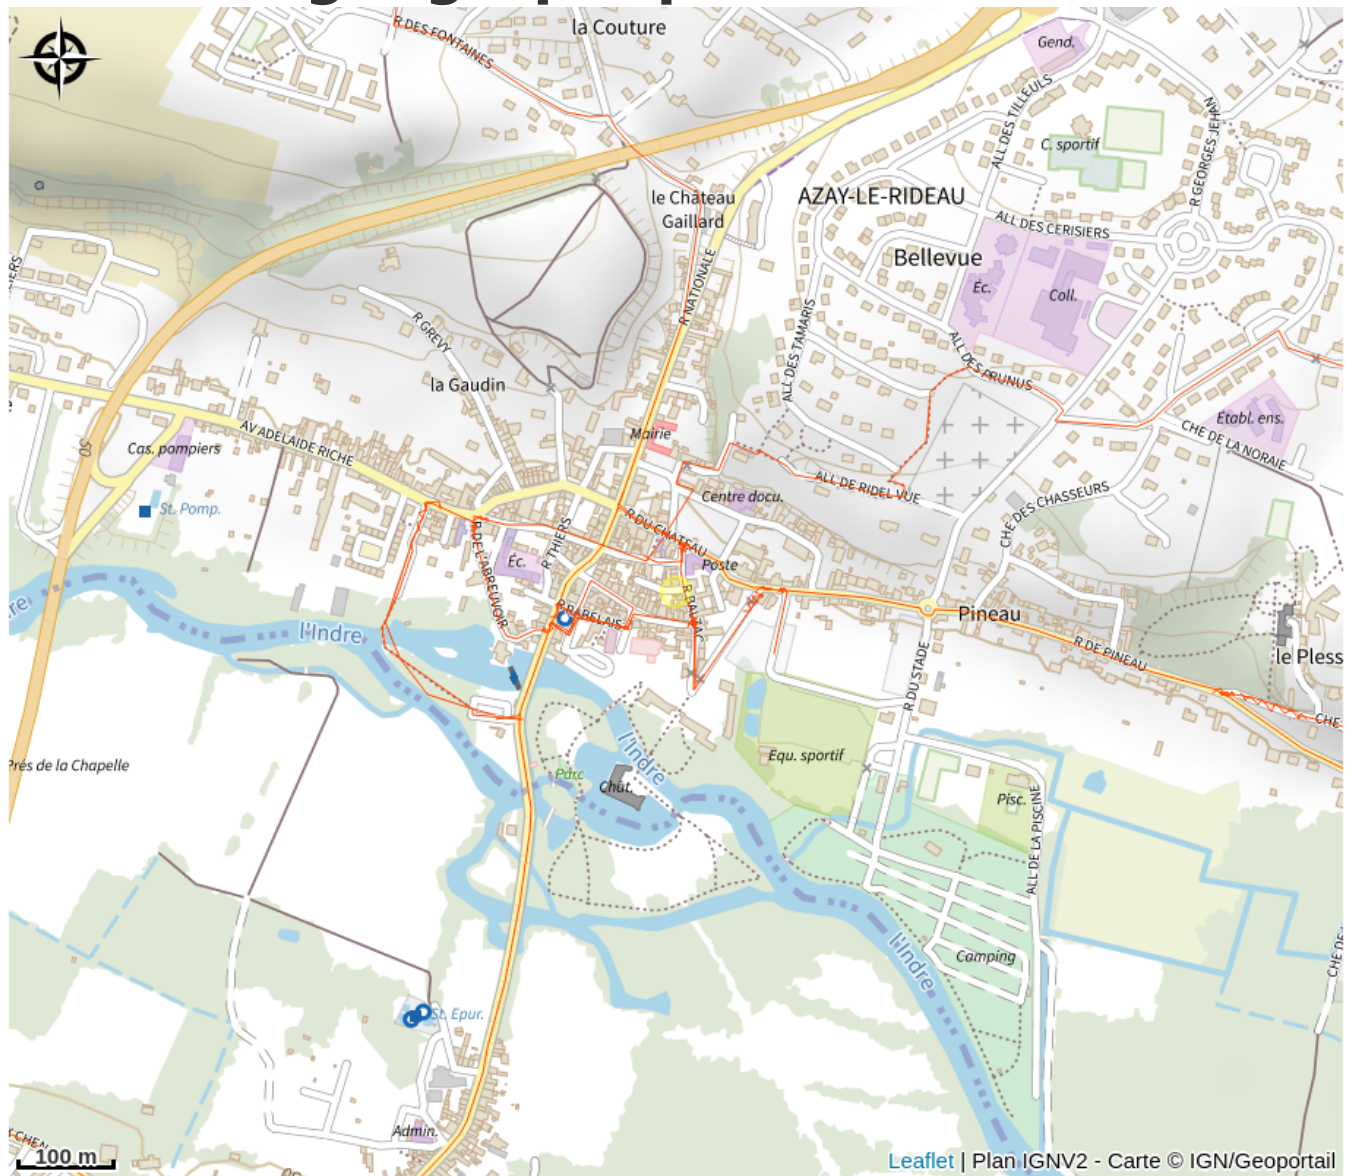 R DES FONTAINES
la Couture
Gend.
ALL DES TILLEULS
C. sportif
R GEORGES JEHAN
le Château
Gaillard
AZAY-LE-RIDEAU
ALL DES CERISIERS
Bellevue
Éc.
Coll.
R NATIONALE
R GREVY
ALL DES TAMARIS
ALL DES PRUNUS
la Gaudin
Mairie
Etabl. ens.
AV ADELAIDE RICHE
Cas. pompiers
CHE DE LA NORAIE
50
ALL DE RIDEL VUE
Centre docu.
CHE DES CHASSEURS
St. Pomp.
R DU CHATEAU
R THIERS
R DE L'ABREUVOIR
Éc.
Poste
R BALZAC
R RABELAIS
Pineau
l'Indre
R DE PINEAU
le Pless
R DU STADE
CHE
l'Indre
Equ. sportif
Prés de la Chapelle
Parc
Chât.
Pisc.
ALL DE LA PISCINE
l'Indre
Camping
St. Epur.
Admin.
100 m
Leaflet | Plan IGNV2 - Carte © IGN/Geoportail